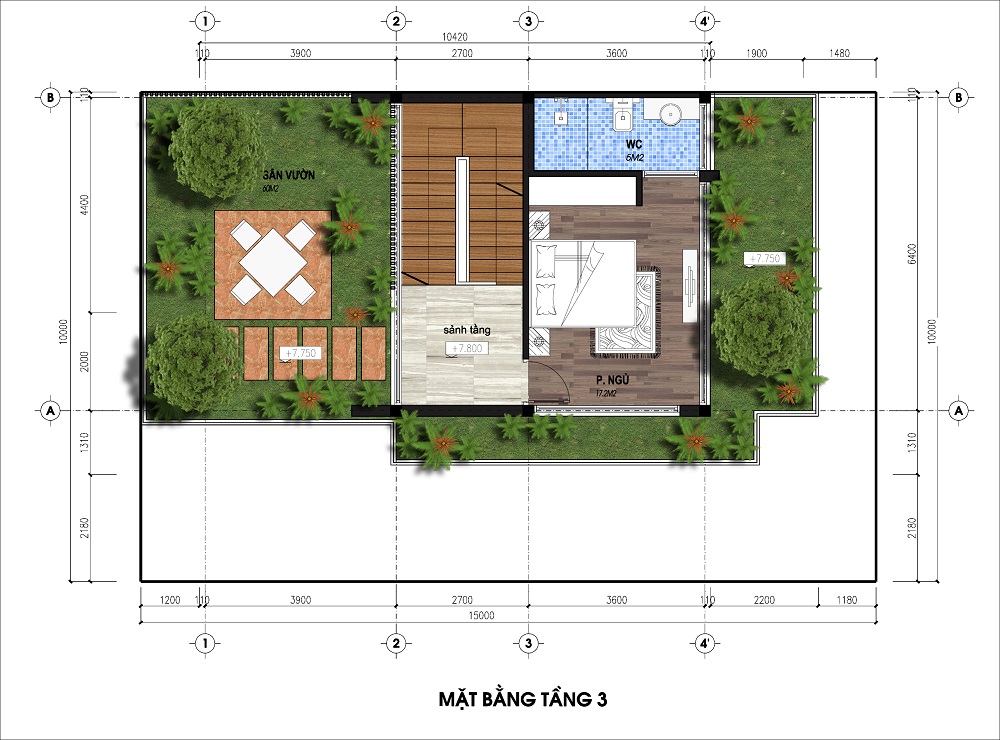 1 2 3 4'
10420
110 3900 2700 3600 110 1900 1480
B 110 110 B
WC
5M2
SÂN VƯỜN
60M2
4400 6400
+7.750
10000 10000
sảnh tầng
+7.800
+7.750
2000
P. NGỦ
17.2M2
A A
1310 1310
2180 2180
1200 110 3900 2700 3600 110 2200 1180
15000
1 2 3 4'
MẶT BẰNG TẦNG 3